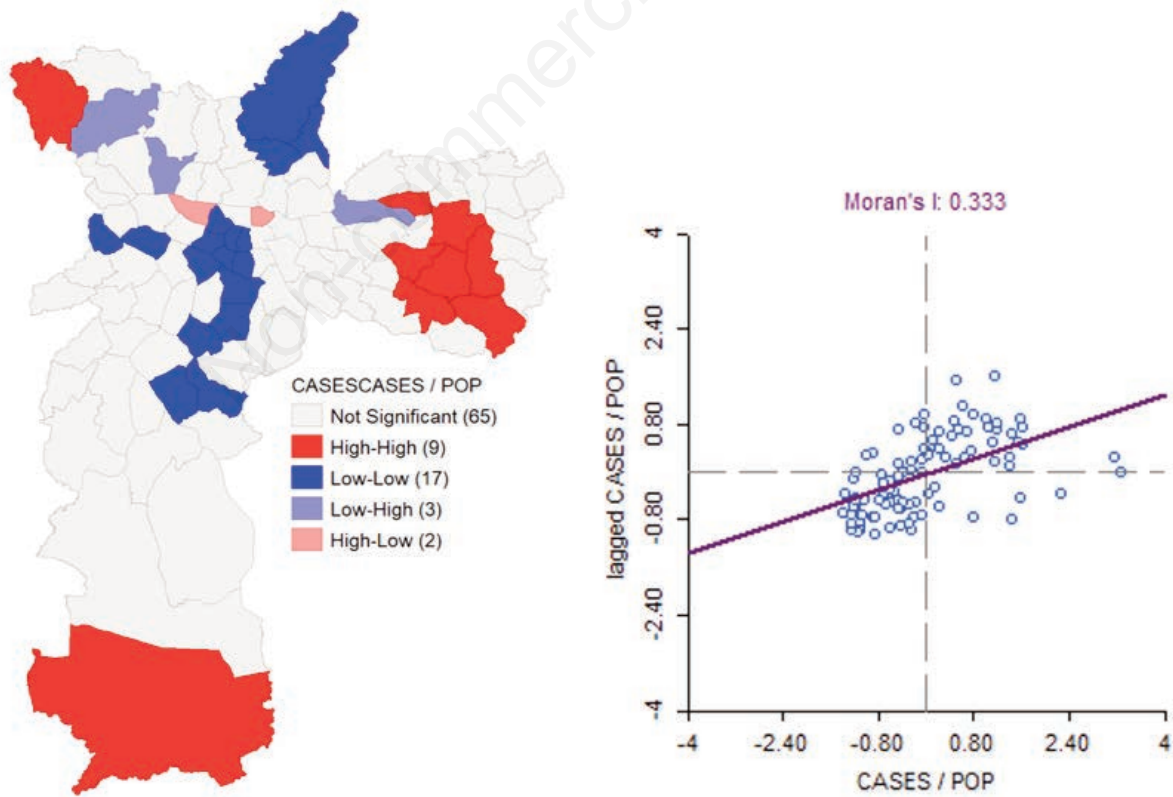 CASESCASES / POP
Not Significant (65)
High-High (9)
Low-Low (17)
Low-High (3)
High-Low (2)
Moran's I: 0.333
4
2.40
0.80
-0.80
-2.40
-4
lagged CASES / POP
-4
-2.40
-0.80
0.80
2.40
4
CASES / POP